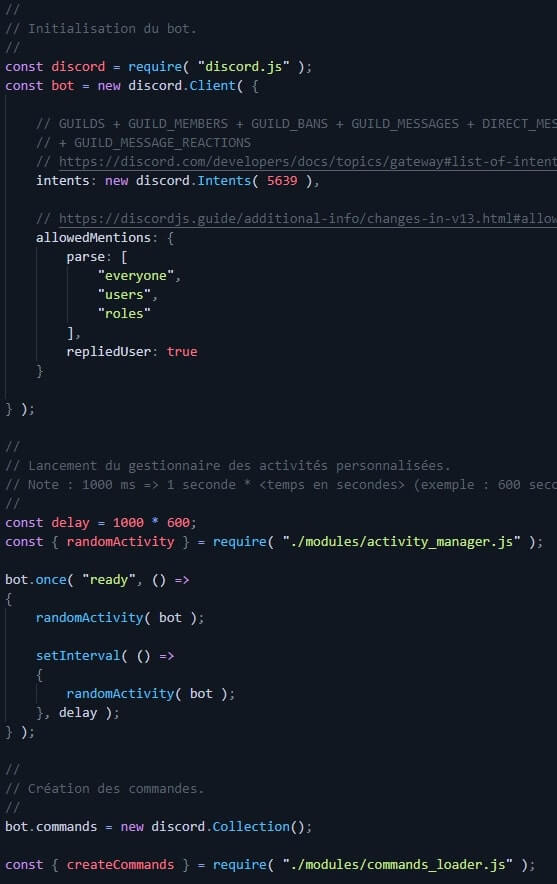 //
// Initialisation du bot.
//
const discord = require( "discord.js" );
const bot = new discord.Client( {
// GUILDS + GUILD_MEMBERS + GUILD_BANS + GUILD_MESSAGES + DIRECT_MES
// + GUILD_MESSAGE_REACTIONS
// https://discord.com/developers/docs/topics/gateway#list-of-intent
intents: new discord.Intents( 5639 ),
// https://discordjs.guide/additional-info/changes-in-v13.html#allow
allowedMentions: {
parse: [
"everyone",
"users",
"roles"
],
repliedUser: true
}
} );
//
// Lancement du gestionnaire des activités personnalisées.
// Note : 1000 ms => 1 seconde * <temps en secondes> (exemple : 600 seco
//
const delay = 1000 * 600;
const { randomActivity } = require( "./modules/activity_manager.js" );
bot.once( "ready", () =>
{
randomActivity( bot );
setInterval( () =>
{
randomActivity( bot );
}, delay );
} );
//
// Création des commandes.
//
bot.commands = new discord.Collection();
const { createCommands } = require( "./modules/commands_loader.js" );